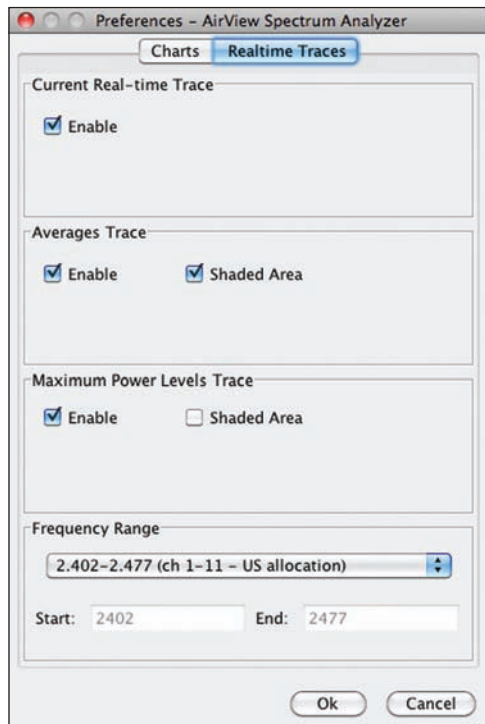 Preferences – AirView Spectrum Analyzer
Charts Realtime Traces
Current Real-time Trace
Enable
Averages Trace
Enable Shaded Area
Maximum Power Levels Trace
Enable Shaded Area
Frequency Range
2.402-2.477 (ch 1-11 - US allocation)
Start: 2402 End: 2477
Ok Cancel